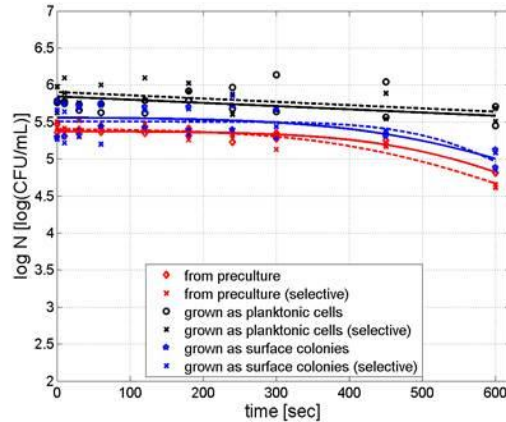 7
6.5
6
5.5
5
4.5
4
3.5
3
2.5
2
log N [log(CFU/mL)]
from preculture
from preculture (selective)
grown as planktonic cells
grown as planktonic cells (selective)
grown as surface colonies
grown as surface colonies (selective)
0 100 200 300 400 500 600
time [sec]